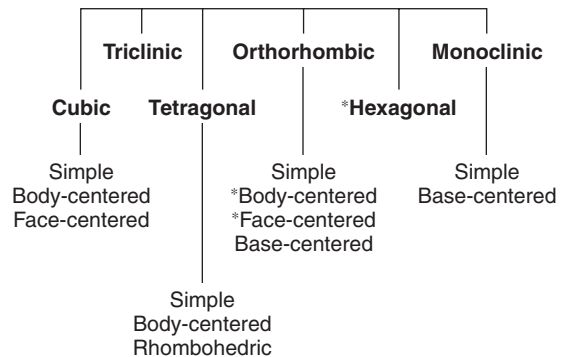 Triclinic Orthorhombic Monoclinic
Cubic Tetragonal *Hexagonal
Simple Simple Simple
Body-centered *Body-centered Base-centered
Face-centered *Face-centered
Base-centered
Simple
Body-centered
Rhombohedric